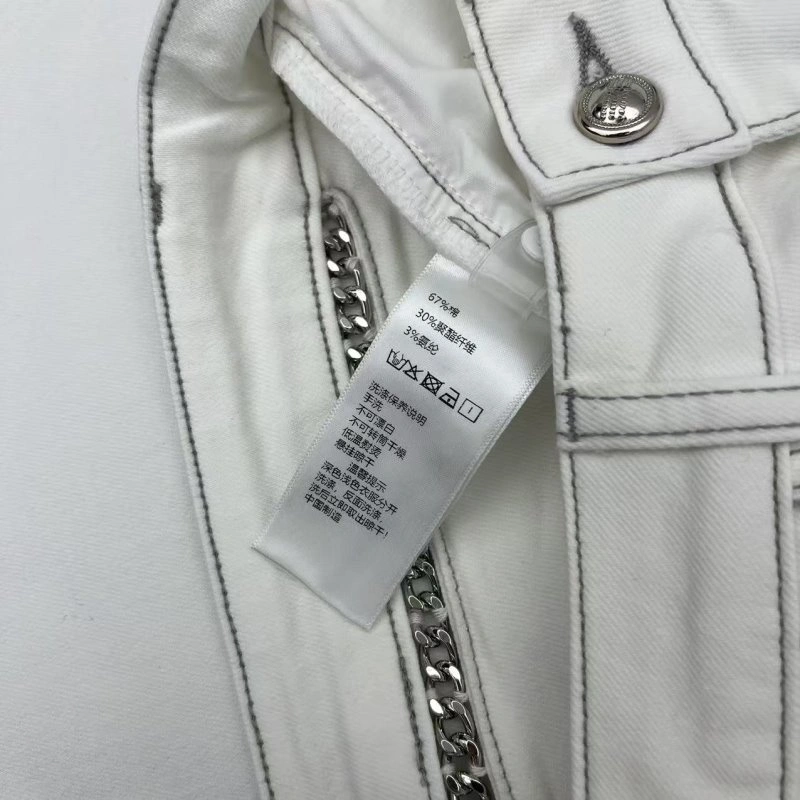 67%棉
30%聚酯纤维
3%氨纶
洗涤保养说明
手洗
不可漂白
不可转筒干燥
低温熨烫
悬挂晾干
温馨提示
深色浅色衣服分开
洗涤，反面洗涤，
洗后立即取出晾干!
中国制造